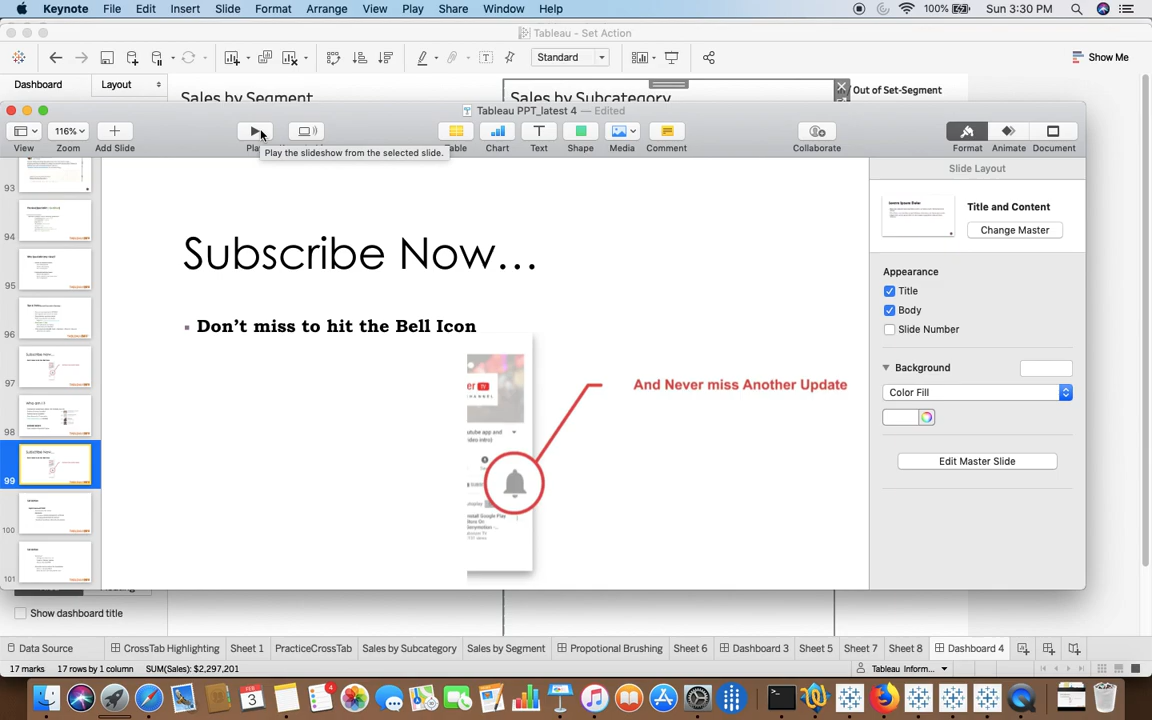 Keynote File Edit Insert Slide Format Arrange View Play Share Window Help 100% Sun 3:30 PM
Tableau - Set Action
Standard Show Me
Dashboard Layout Sales by Segment Sales by Subcategory / Out of Set-Segment
Tableau PPT_latest 4 — Edited
116%
View Zoom Add Slide Play Table Chart Text Shape Media Comment Collaborate Format Animate Document
Play the slideshow from the selected slide.
Slide Layout
Title and Content
Change Master
Appearance
Title
Body
Slide Number
Background
Color Fill
Edit Master Slide
93
94
95
96
97
98
99
100
101
Subscribe Now...
Don't miss to hit the Bell Icon
And Never miss Another Update
Show dashboard title
Data Source CrossTab Highlighting Sheet 1 PracticeCrossTab Sales by Subcategory Sales by Segment Propotional Brushing Sheet 6 Dashboard 3 Sheet 5 Sheet 7 Sheet 8 Dashboard 4
17 marks 17 rows by 1 column SUM(Sales): $2,297,201 Tableau Inform...
FEB
3
4